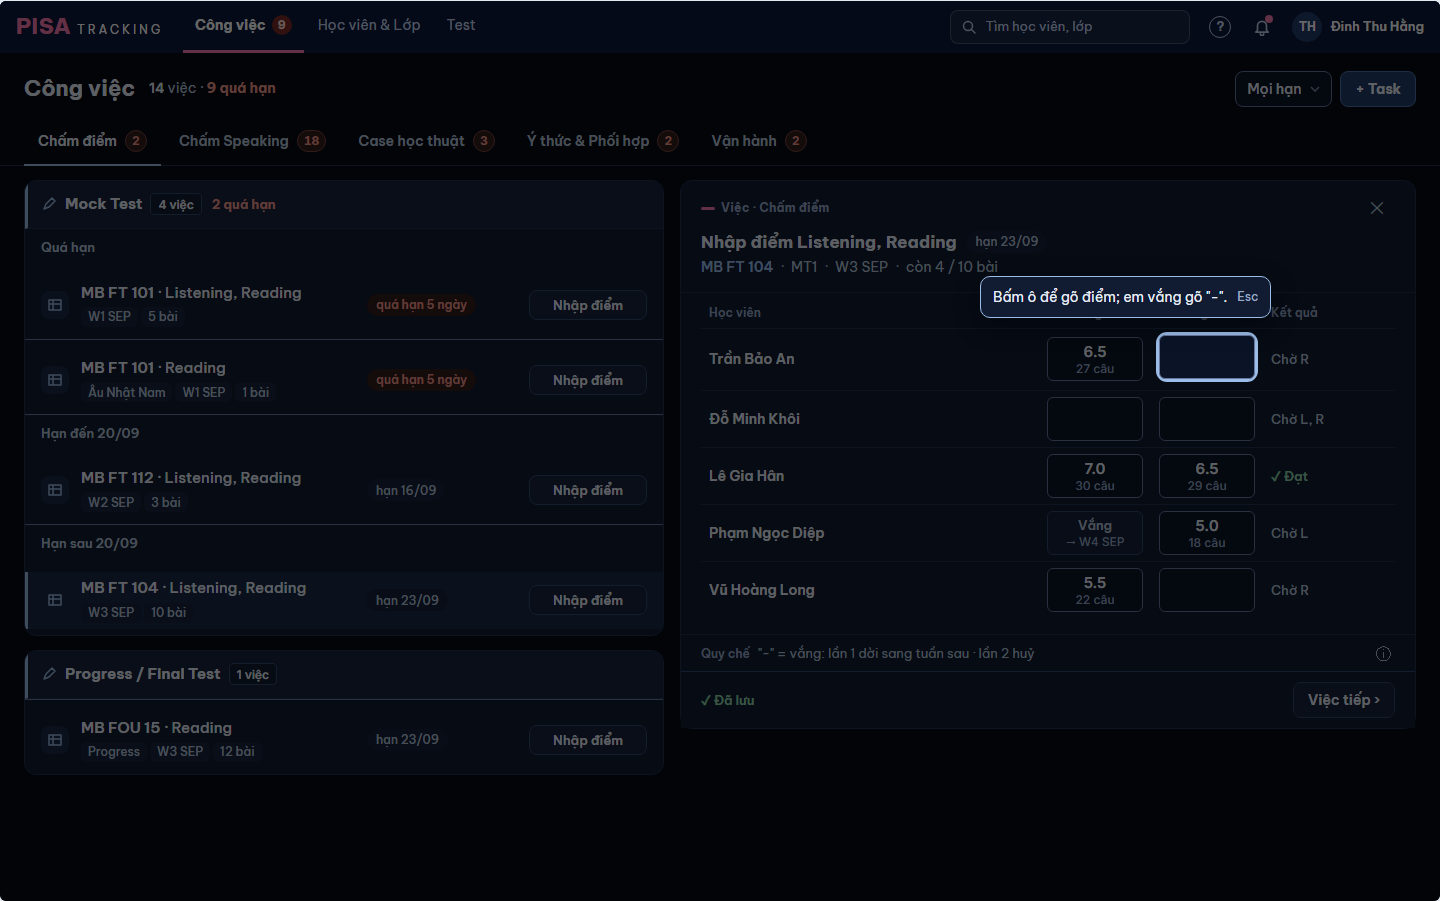 PISA TRACKING
Công việc 9
Học viên & Lớp
Test
Tìm học viên, lớp
?
TH
Đinh Thu Hằng
Công việc
14 việc · 9 quá hạn
Mọi hạn
+ Task
Chấm điểm 2
Chấm Speaking 18
Case học thuật 3
Ý thức & Phối hợp 2
Vận hành 2
Mock Test 4 việc 2 quá hạn
Quá hạn
MB FT 101 · Listening, Reading
W1 SEP 5 bài
quá hạn 5 ngày
Nhập điểm
MB FT 101 · Reading
Âu Nhật Nam W1 SEP 1 bài
quá hạn 5 ngày
Nhập điểm
Hạn đến 20/09
MB FT 112 · Listening, Reading
W2 SEP 3 bài
hạn 16/09
Nhập điểm
Hạn sau 20/09
MB FT 104 · Listening, Reading
W3 SEP 10 bài
hạn 23/09
Nhập điểm
Progress / FInal Test 1 việc
MB FOU 15 · Reading
Progress W3 SEP 12 bài
hạn 23/09
Nhập điểm
Việc · Chấm điểm
Nhập điểm Listening, Reading hạn 23/09
MB FT 104 · MT1 · W3 SEP · còn 4 / 10 bài
Bấm ô để gõ điểm; em vắng gõ "-". Esc
Học viên
Kết quả
Trần Bảo An
6.5
27 câu
Chờ R
Đỗ Minh Khôi
Chờ L, R
Lê Gia Hân
7.0
30 câu
6.5
29 câu
✓ Đạt
Phạm Ngọc Diệp
Vắng
→ W4 SEP
5.0
18 câu
Chờ L
Vũ Hoàng Long
5.5
22 câu
Chờ R
Quy chế "-" = vắng: lần 1 dời sang tuần sau · lần 2 huỷ
✓ Đã lưu
Việc tiếp ›